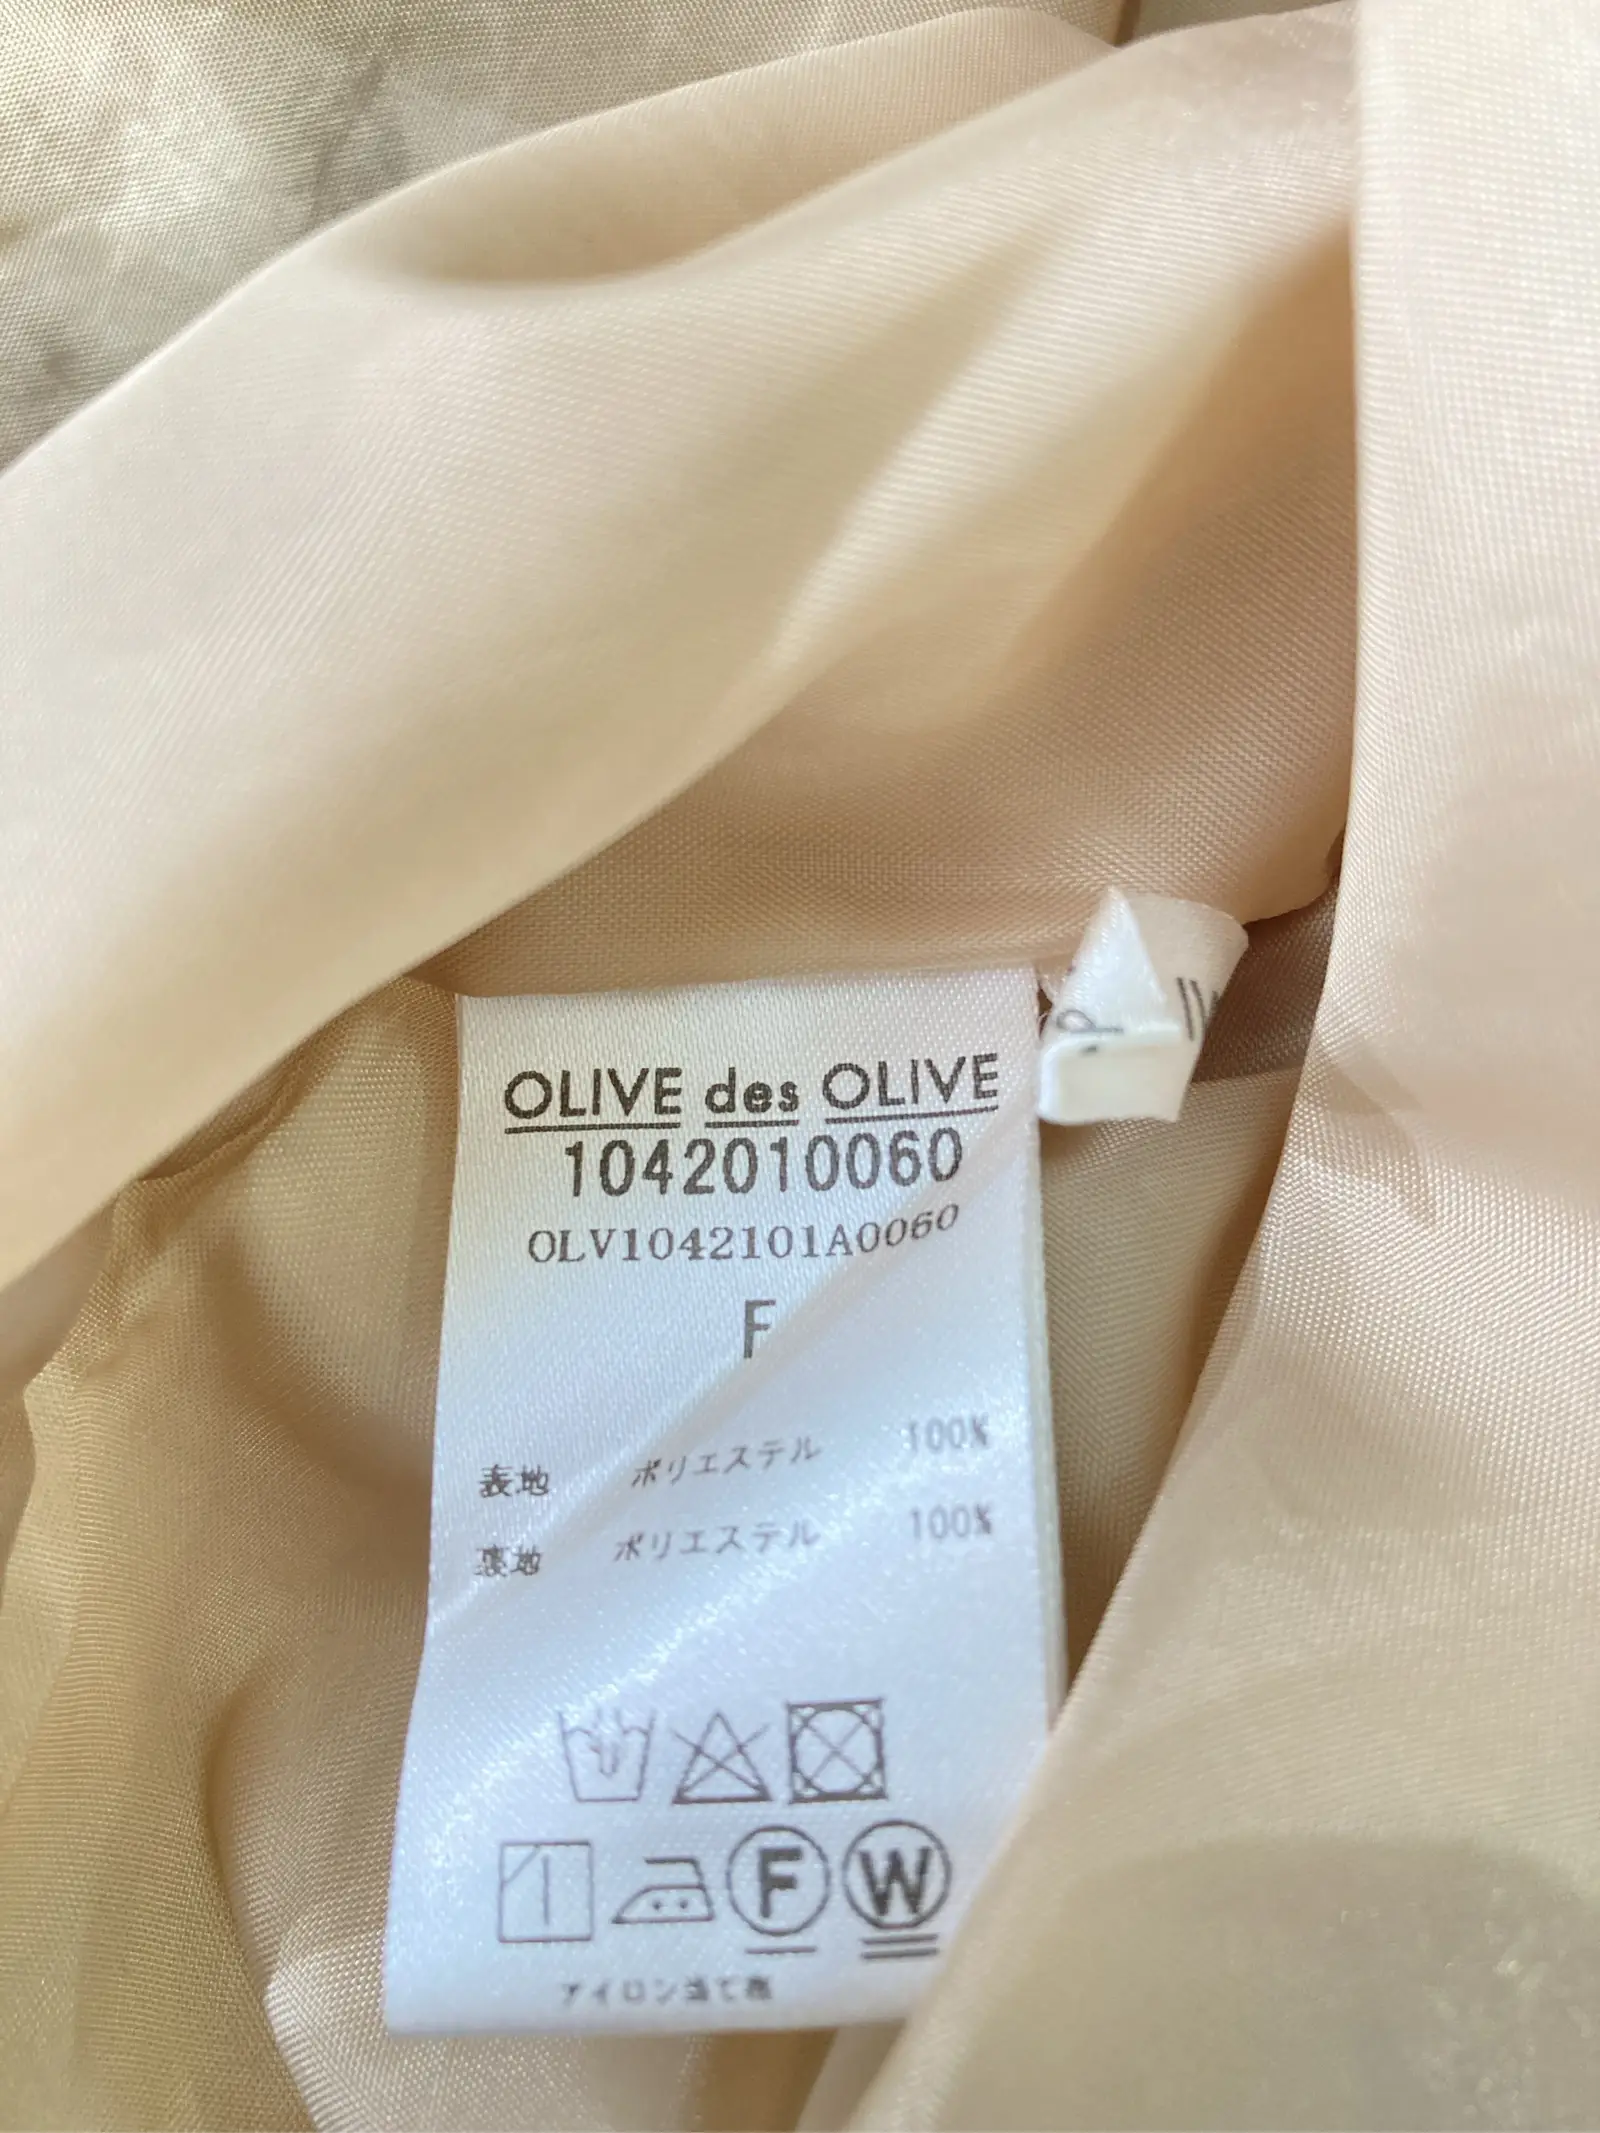 OLIVE des OLIVE
1042010060
OLV1042101A0060
F
表地 ポリエステル 100%
裏地 ポリエステル 100%
F W
アイロン当て布